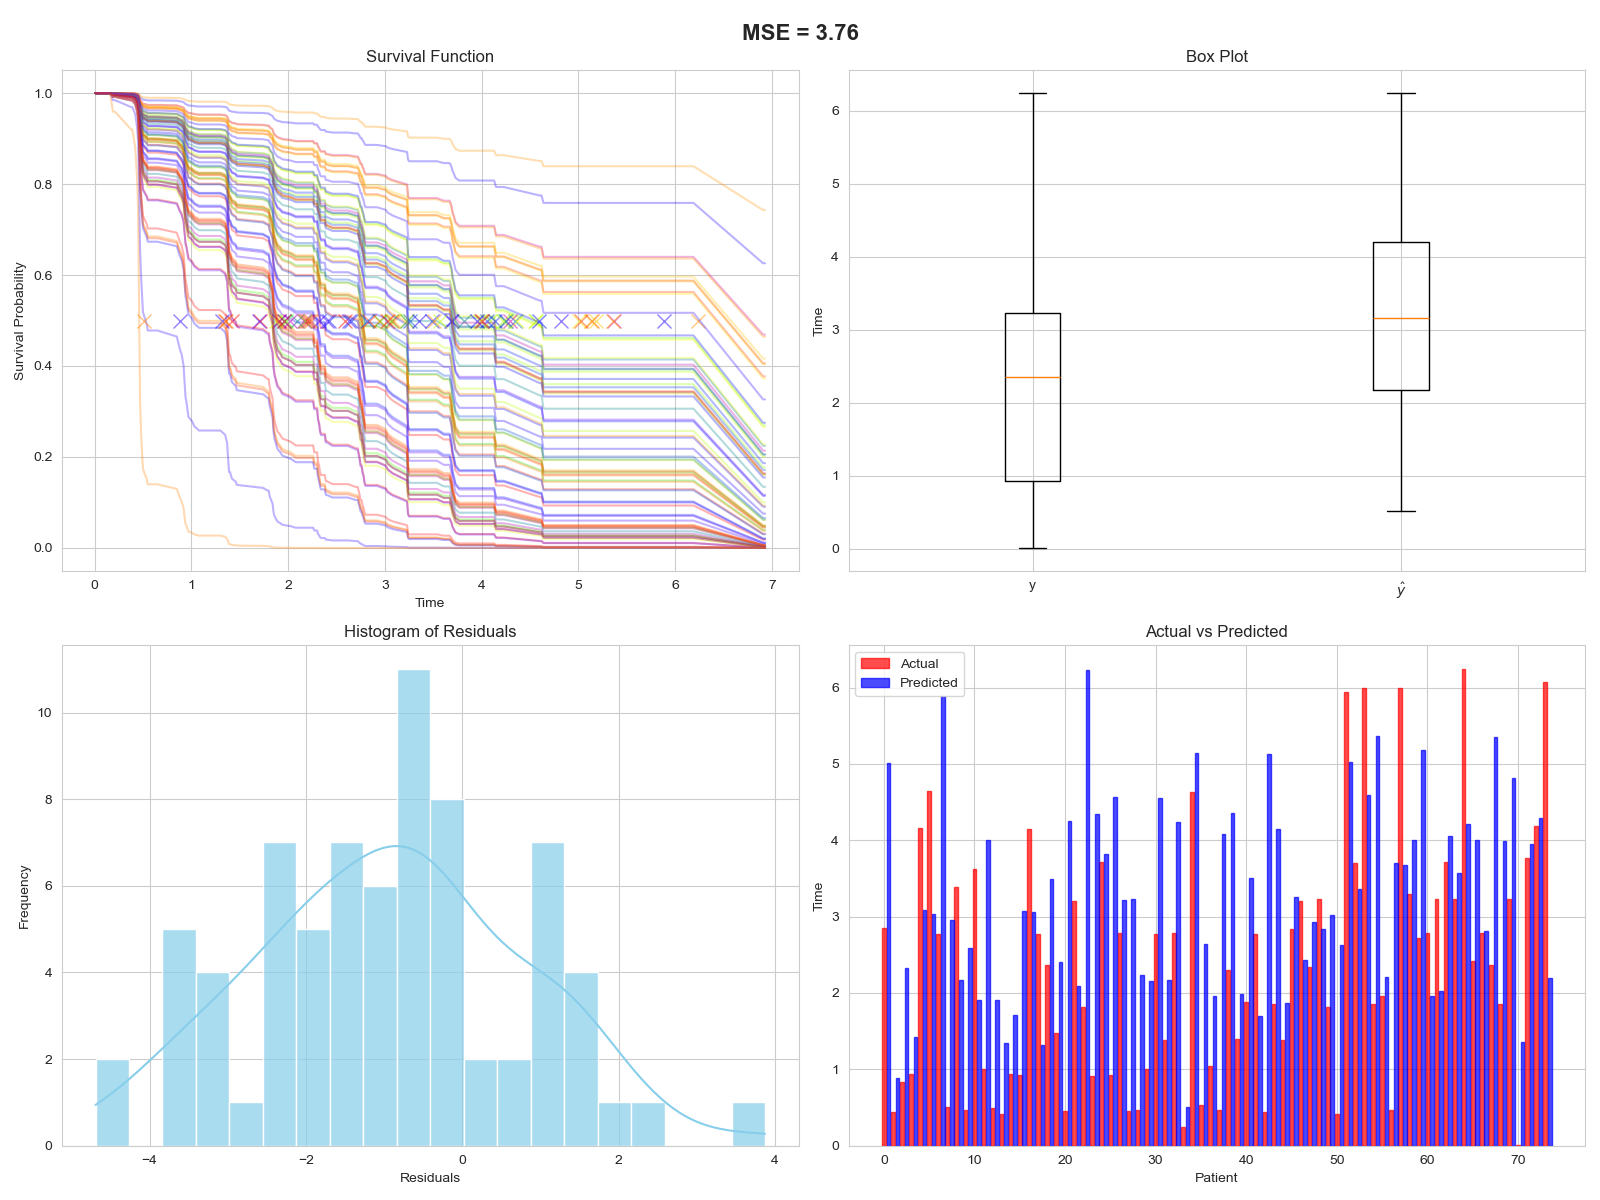 MSE = 3.76
Survival Function
Survival Probability
1.0
0.8
0.6
0.4
0.2
0.0
0 1 2 3 4 5 6 7
Time
Box Plot
Time
6
5
4
3
2
1
0
y ŷ
Histogram of Residuals
Frequency
10
8
6
4
2
0
−4 −2 0 2 4
Residuals
Actual vs Predicted
Actual
Predicted
Time
6
5
4
3
2
1
0
0 10 20 30 40 50 60 70
Patient